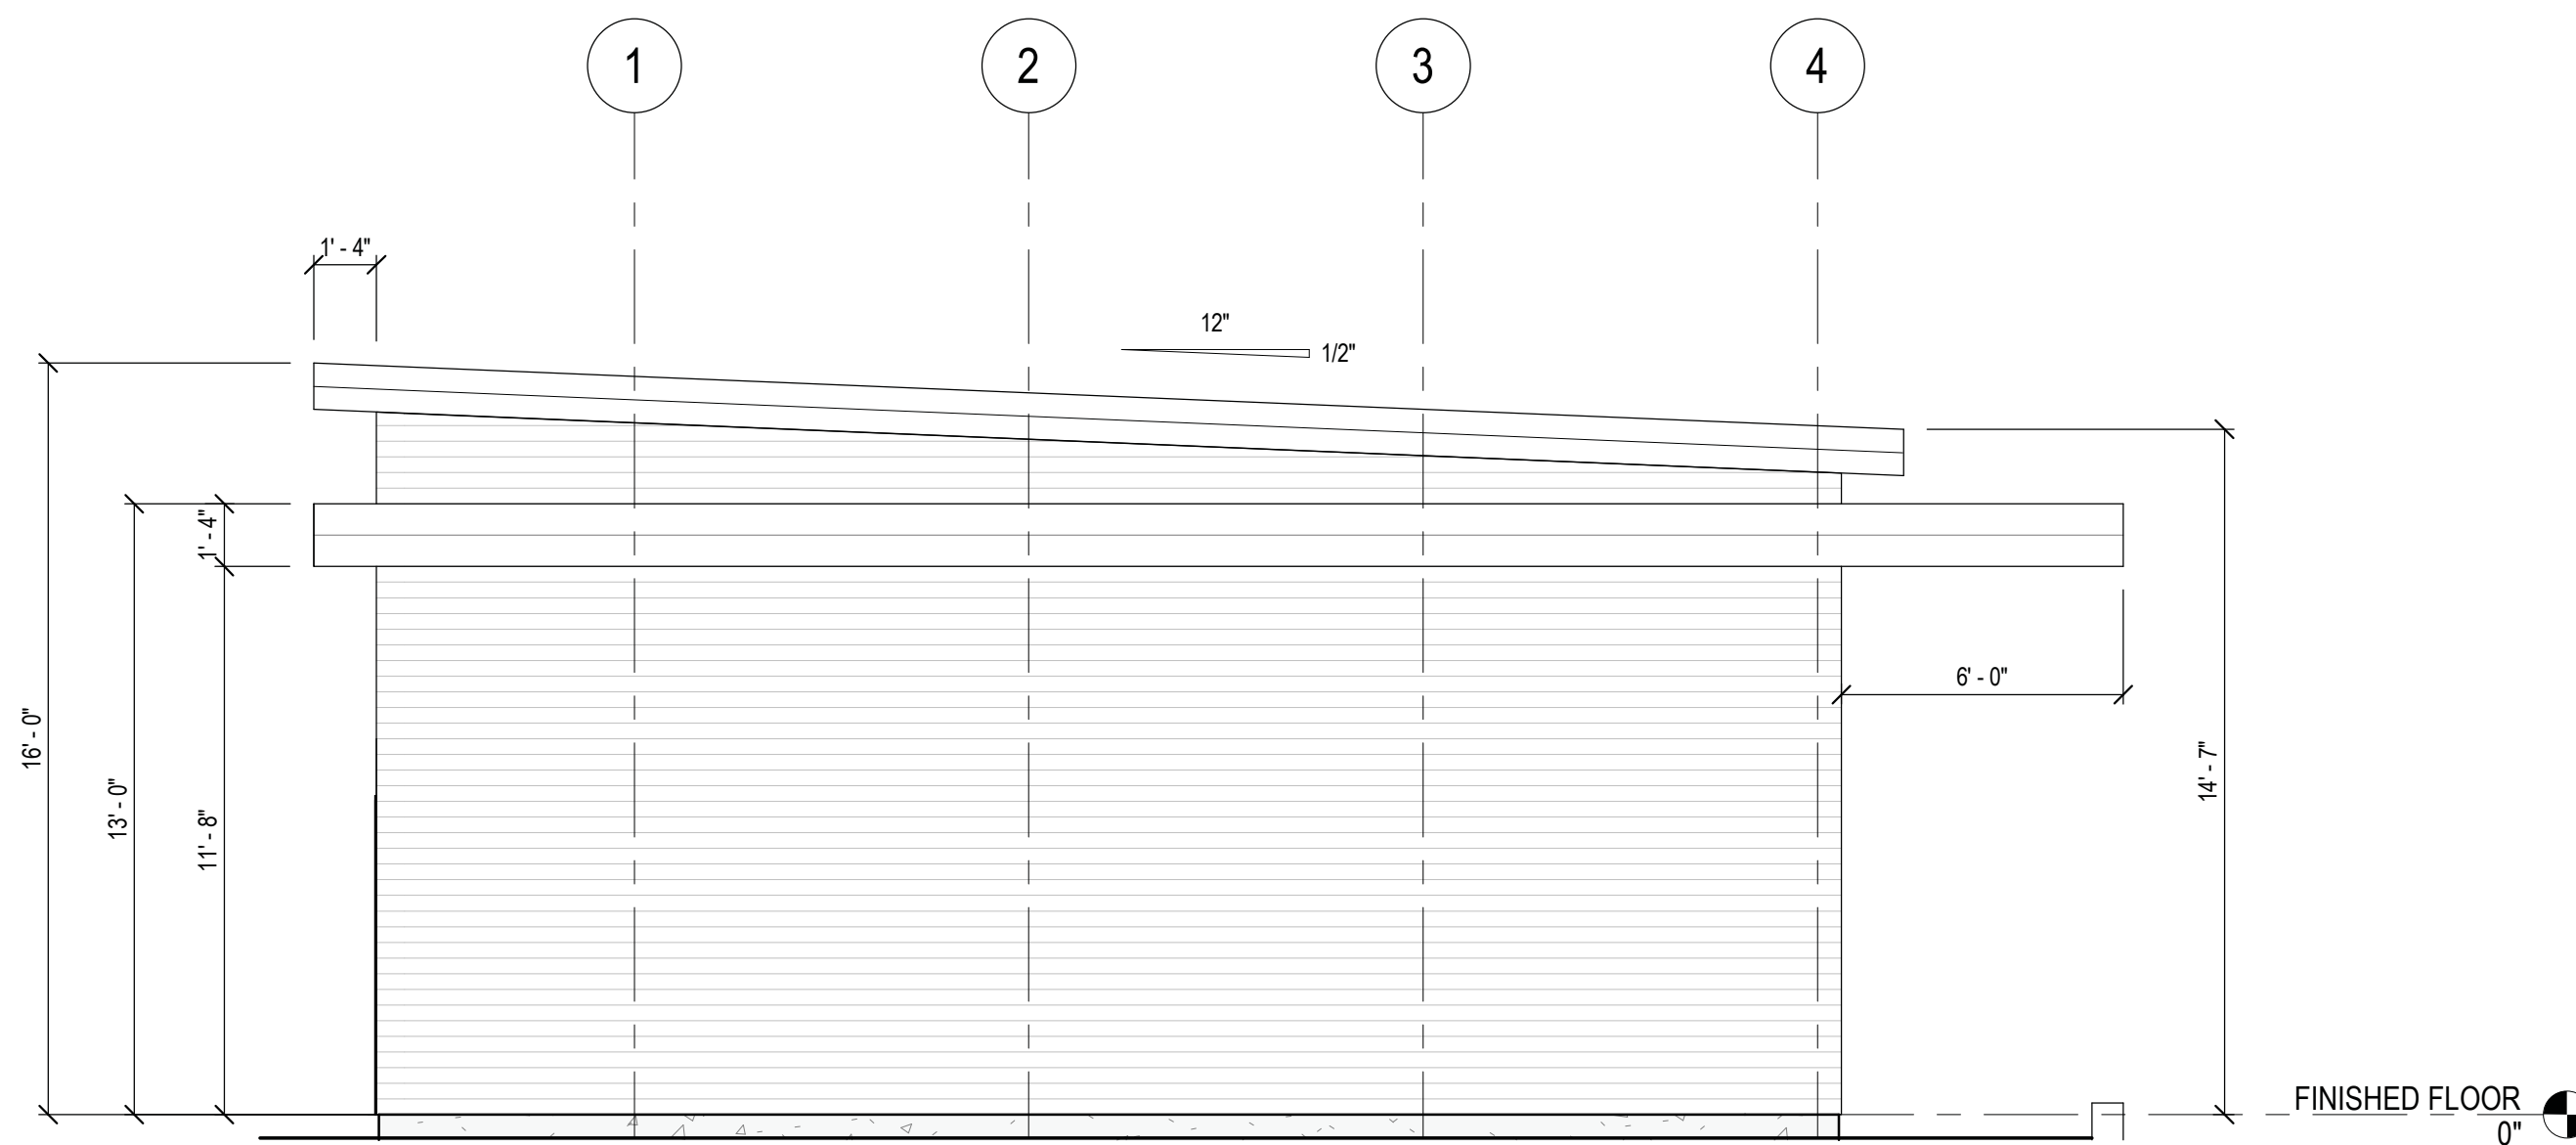 1
2
3
4
1' - 4"
12"
1/2"
1' - 4"
6' - 0"
16' - 0"
13' - 0"
11' - 8"
14' - 7"
FINISHED FLOOR
0"